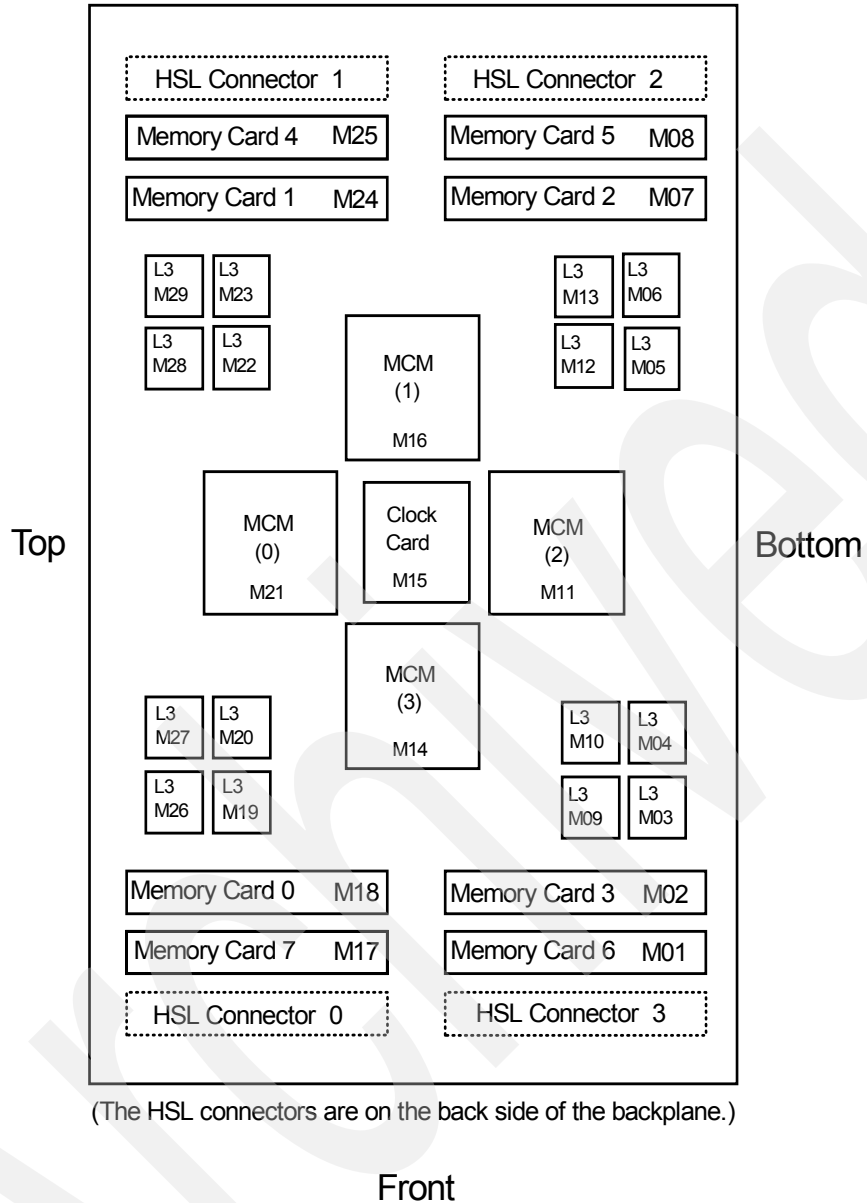 HSL Connector 1
HSL Connector 2
Memory Card 4 M25
Memory Card 5 M08
Memory Card 1 M24
Memory Card 2 M07
L3
M29
L3
M23
L3
M13
L3
M06
L3
M28
L3
M22
L3
M12
L3
M05
MCM
(1)
M16
Top
MCM
(0)
M21
Clock
Card
M15
MCM
(2)
M11
Bottom
MCM
(3)
M14
L3
M27
L3
M20
L3
M10
L3
M04
L3
M26
L3
M19
L3
M09
L3
M03
Memory Card 0 M18
Memory Card 3 M02
Memory Card 7 M17
Memory Card 6 M01
HSL Connector 0
HSL Connector 3
(The HSL connectors are on the back side of the backplane.)
Front